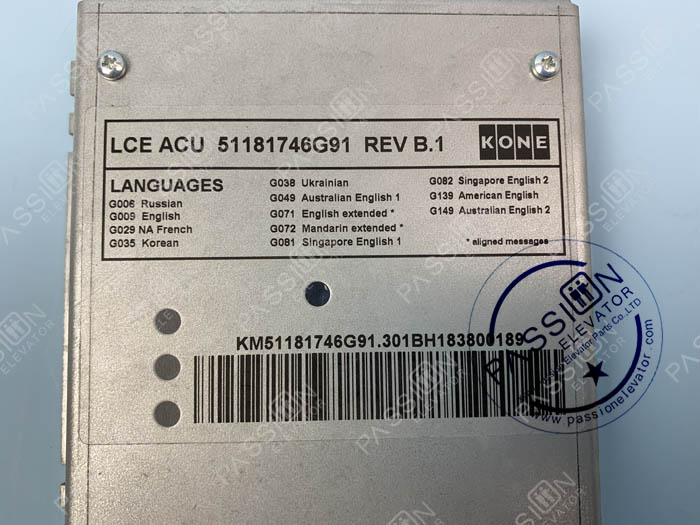 LCE ACU 51181746G91 REV B.1
KONE
LANGUAGES
G006 Russian
G009 English
G029 NA French
G035 Korean
G038 Ukrainian
G049 Australian English 1
G071 English extended *
G072 Mandarin extended *
G081 Singapore English 1
G082 Singapore English 2
G139 American English
G149 Australian English 2
* aligned messages
KM51181746G91.301BH183800189
PASSION
ELEVATOR
www.passionelevator.com